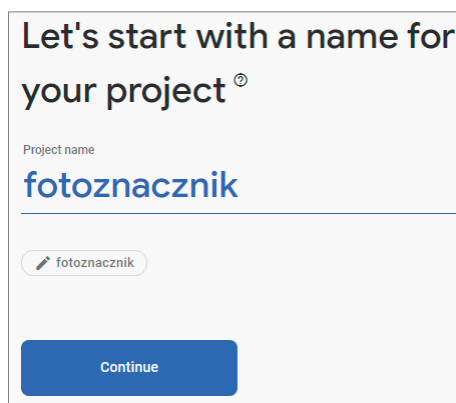 Let's start with a name for
your project
Project name
fotoznacznik
fotoznacznik
Continue